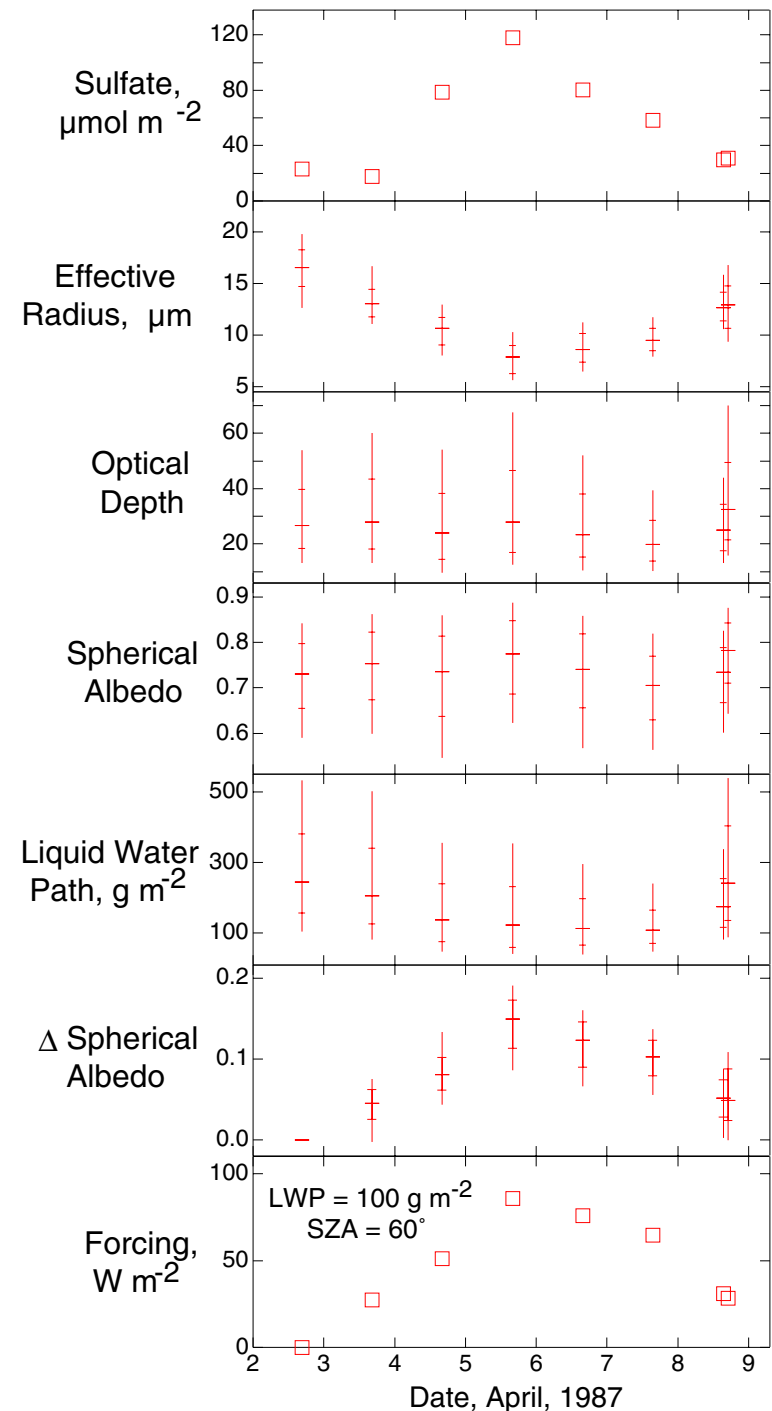 Sulfate,
µmol m -2
120
80
40
0
Effective
Radius, µm
20
15
10
5
Optical
Depth
60
40
20
Spherical
Albedo
0.9
0.8
0.7
0.6
Liquid Water
Path, g m-2
500
300
100
Δ Spherical
Albedo
0.2
0.1
0.0
Forcing,
W m-2
100
50
0
LWP = 100 g m-2
SZA = 60°
2 3 4 5 6 7 8 9
Date, April, 1987